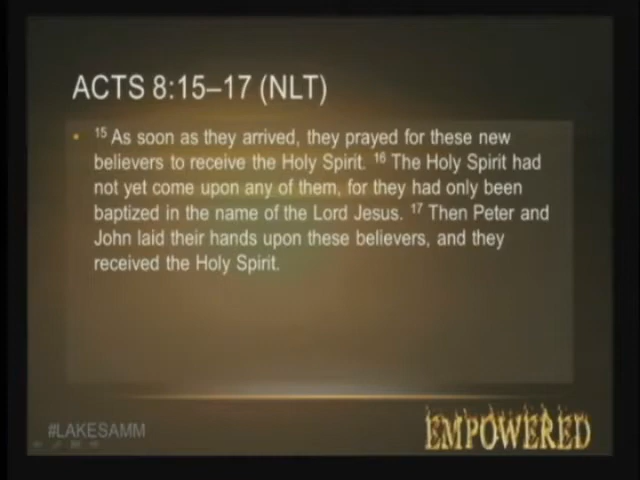 ACTS 8:15–17 (NLT)
• 15 As soon as they arrived, they prayed for these new
believers to receive the Holy Spirit. 16 The Holy Spirit had
not yet come upon any of them, for they had only been
baptized in the name of the Lord Jesus. 17 Then Peter and
John laid their hands upon these believers, and they
received the Holy Spirit.
#LAKESAMM
EMPOWERED